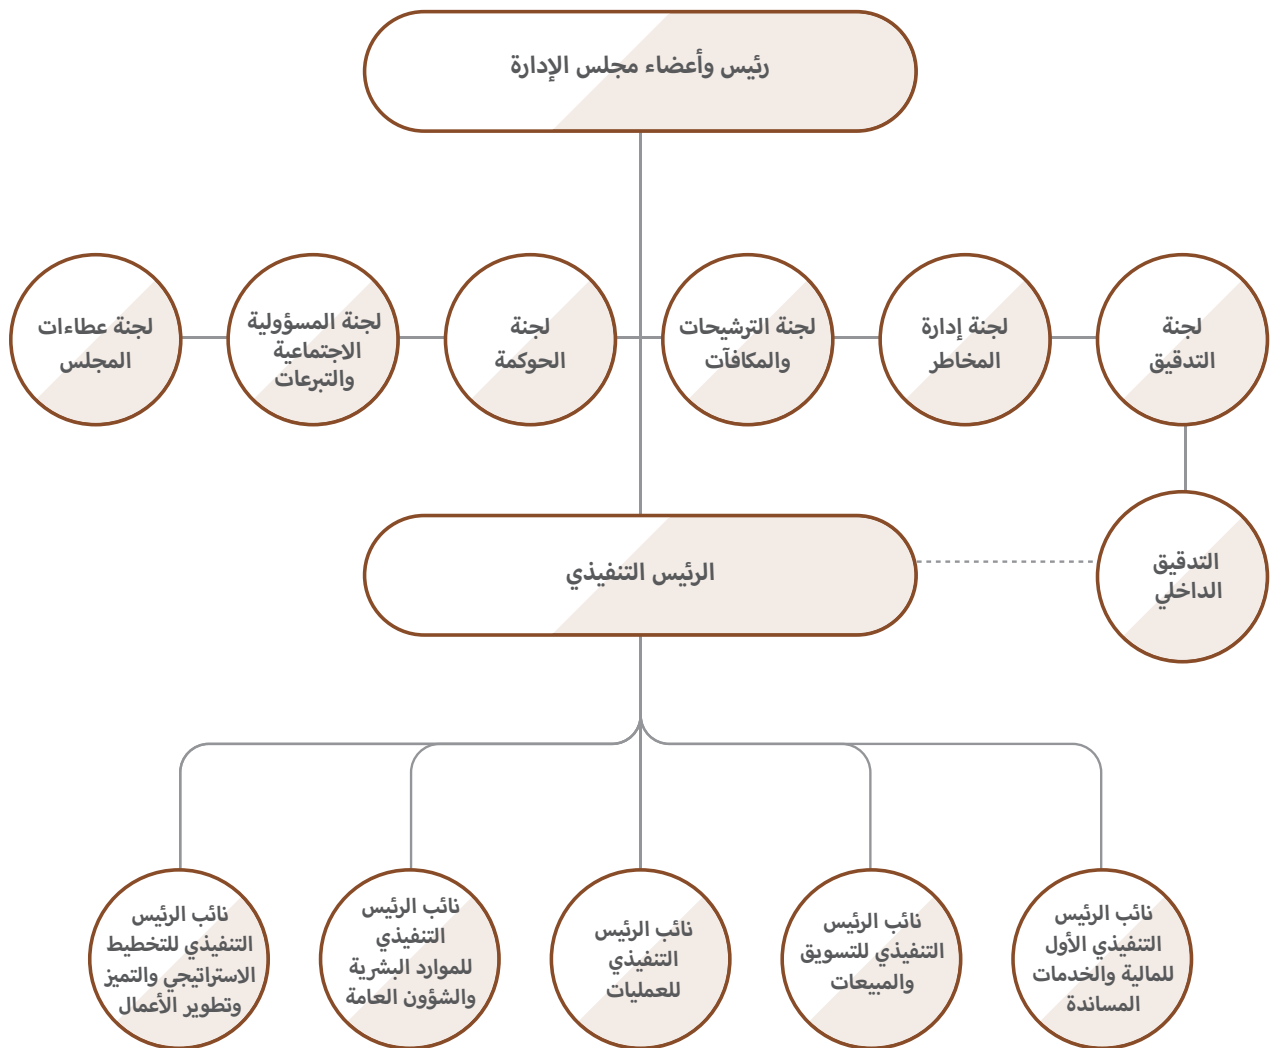 رئيس وأعضاء مجلس الإدارة
لجنة
التدقيق
لجنة إدارة
المخاطر
لجنة الترشيحات
والمكافآت
لجنة
الحوكمة
لجنة المسؤولية
الاجتماعية
والتبرعات
لجنة عطاءات
المجلس
التدقيق
الداخلي
الرئيس التنفيذي
نائب الرئيس
التنفيذي الأول
للمالية والخدمات
المساندة
نائب الرئيس
التنفيذي للتسويق
والمبيعات
نائب الرئيس
التنفيذي
للعمليات
نائب الرئيس
التنفيذي
للموارد البشرية
والشؤون العامة
نائب الرئيس
التنفيذي للتخطيط
الاستراتيجي والتميز
وتطوير الأعمال